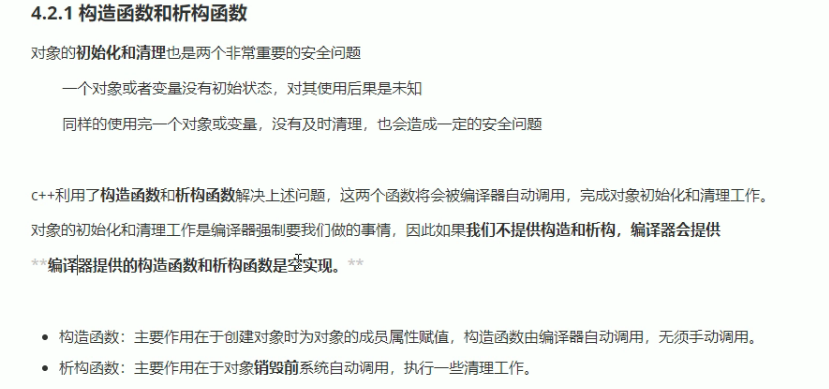 4.2.1 构造函数和析构函数
对象的初始化和清理也是两个非常重要的安全问题
一个对象或者变量没有初始状态，对其使用后果是未知
同样的使用完一个对象或变量，没有及时清理，也会造成一定的安全问题
c++利用了构造函数和析构函数解决上述问题，这两个函数将会被编译器自动调用，完成对象初始化和清理工作。
对象的初始化和清理工作是编译器强制要我们做的事情，因此如果我们不提供构造和析构，编译器会提供
**编译器提供的构造函数和析构函数是空实现。**
• 构造函数：主要作用在于创建对象时为对象的成员属性赋值，构造函数由编译器自动调用，无须手动调用。
• 析构函数：主要作用在于对象销毁前系统自动调用，执行一些清理工作。